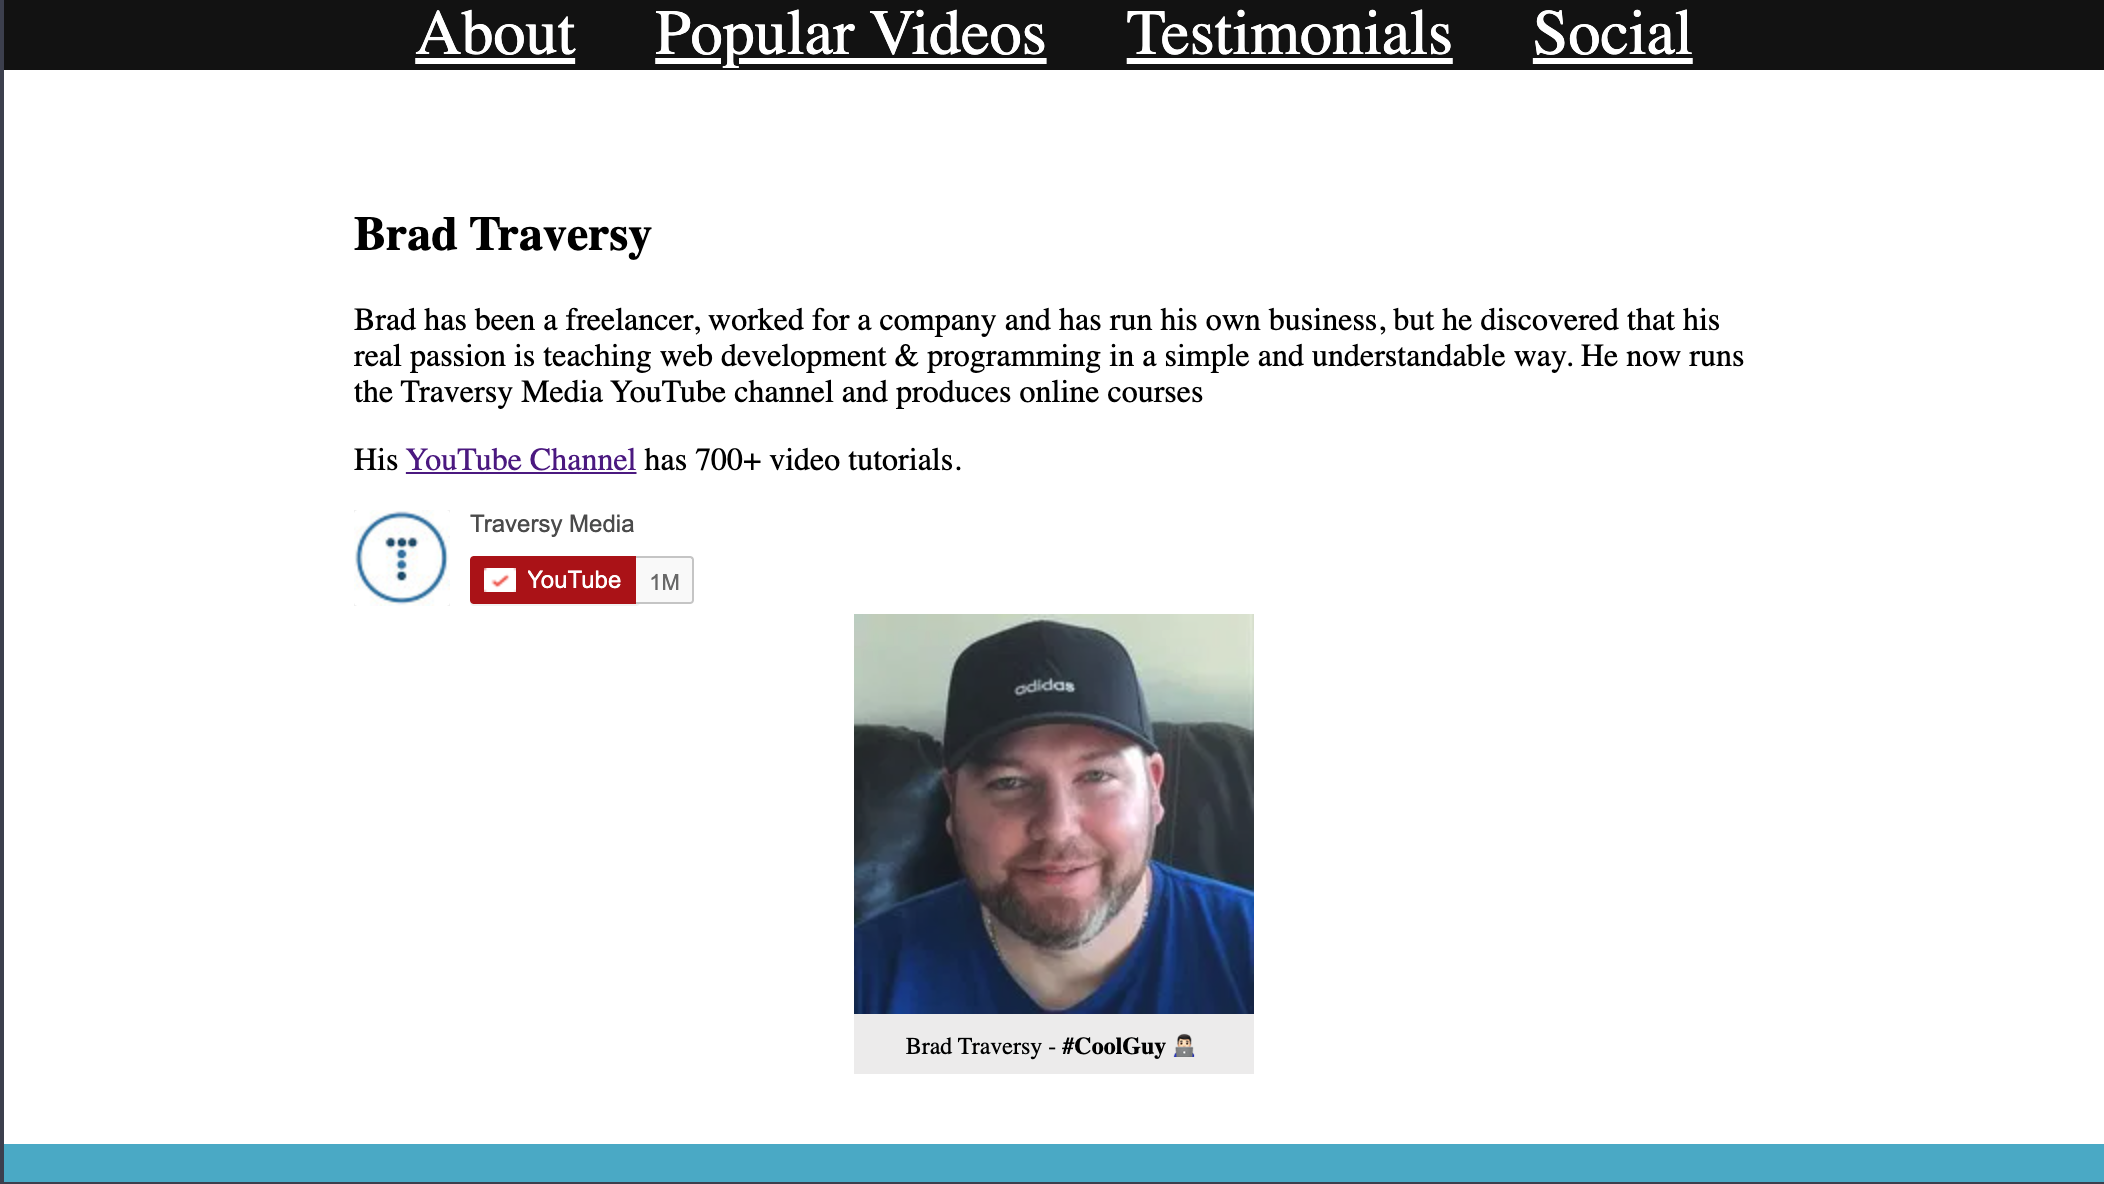 About Popular Videos Testimonials Social
Brad Traversy
Brad has been a freelancer, worked for a company and has run his own business, but he discovered that his
real passion is teaching web development & programming in a simple and understandable way. He now runs
the Traversy Media YouTube channel and produces online courses
His YouTube Channel has 700+ video tutorials.
Traversy Media
YouTube 1M
adidas
Brad Traversy - #CoolGuy 👨🏻‍💻